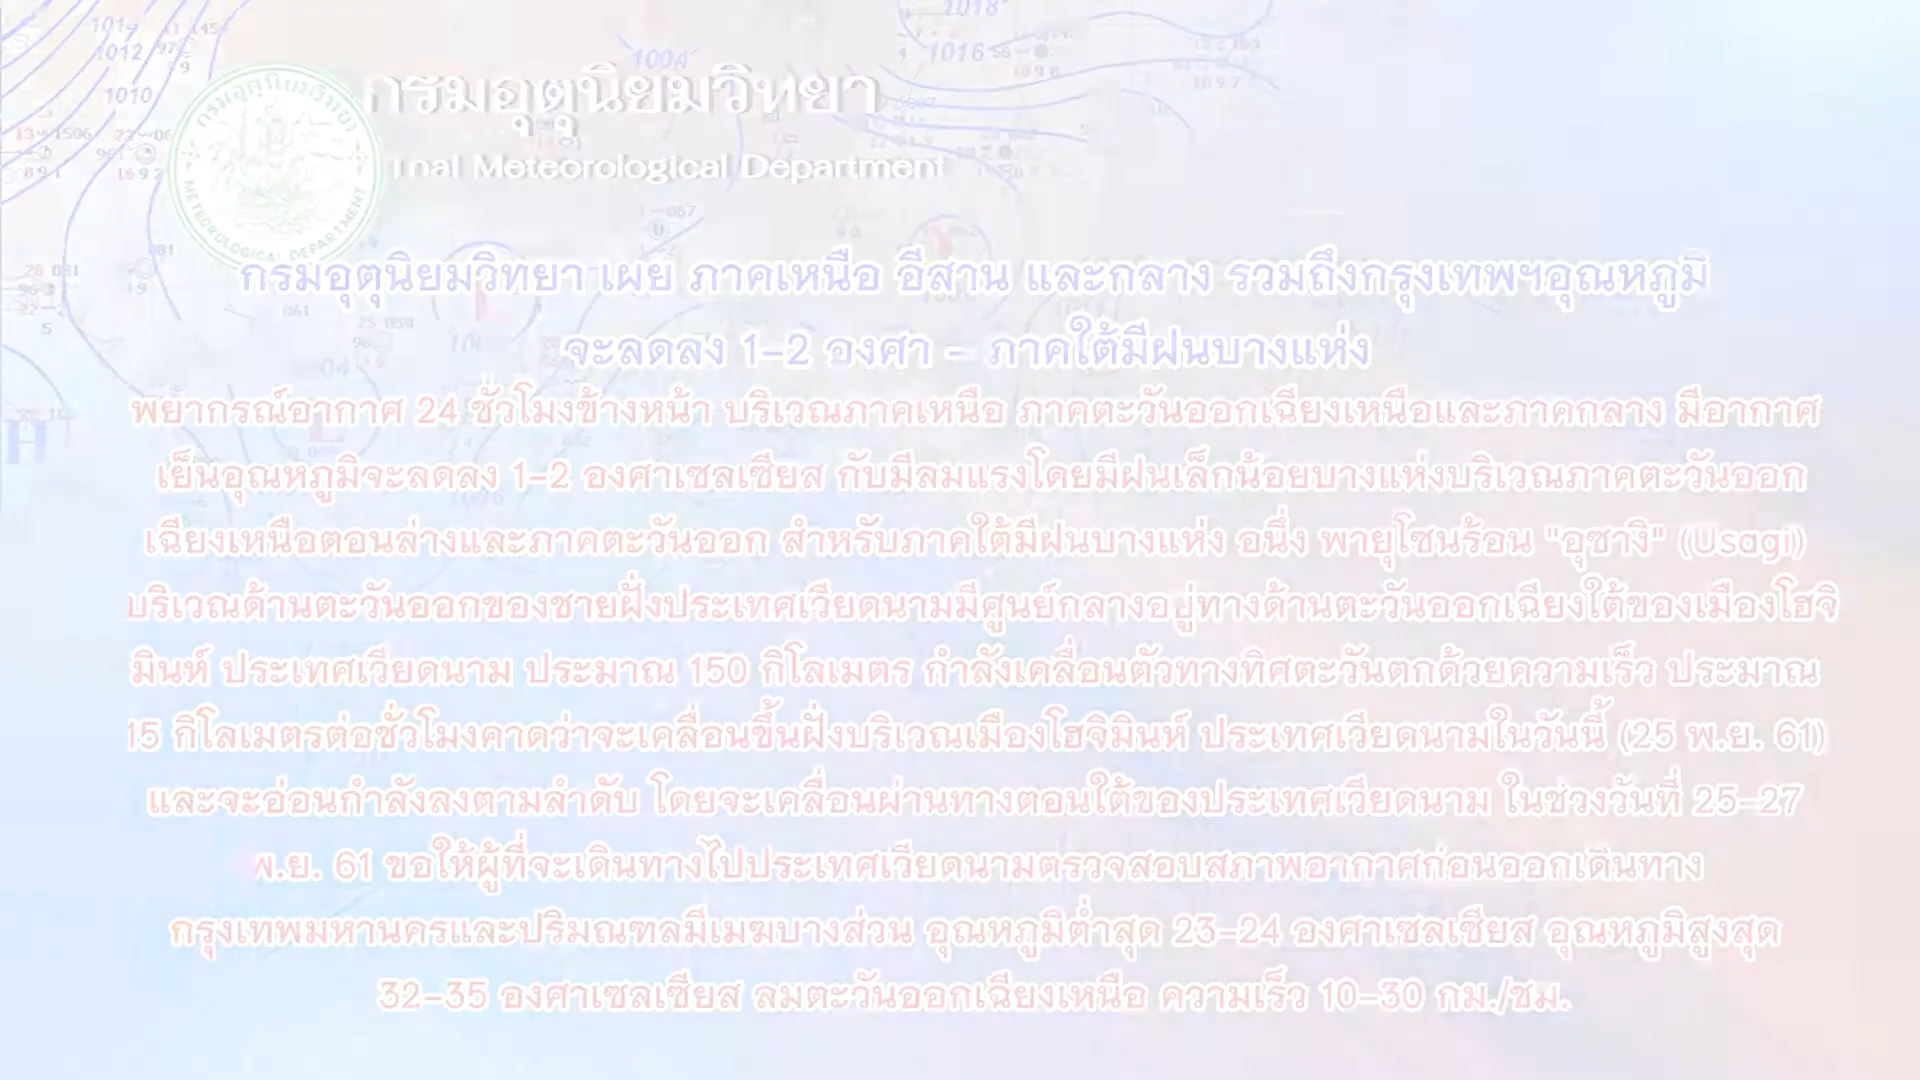 กรมอุตุนิยมวิทยา
Thai Meteorological Department
กรมอุตุนิยมวิทยา
METEOROLOGICAL DEPARTMENT
กรมอุตุนิยมวิทยา เผย ภาคเหนือ อีสาน และกลาง รวมถึงกรุงเทพฯอุณหภูมิ
จะลดลง 1-2 องศา - ภาคใต้มีฝนบางแห่ง
พยากรณ์อากาศ 24 ชั่วโมงข้างหน้า บริเวณภาคเหนือ ภาคตะวันออกเฉียงเหนือและภาคกลาง มีอากาศ
เย็นอุณหภูมิจะลดลง 1-2 องศาเซลเซียส กับมีลมแรงโดยมีฝนเล็กน้อยบางแห่งบริเวณภาคตะวันออก
เฉียงเหนือตอนล่างและภาคตะวันออก สำหรับภาคใต้มีฝนบางแห่ง อนึ่ง พายุโซนร้อน "อุซางิ" (Usagi)
บริเวณด้านตะวันออกของชายฝั่งประเทศเวียดนามมีศูนย์กลางอยู่ทางด้านตะวันออกเฉียงใต้ของเมืองโฮจิ
มินห์ ประเทศเวียดนาม ประมาณ 150 กิโลเมตร กำลังเคลื่อนตัวทางทิศตะวันตกด้วยความเร็ว ประมาณ
15 กิโลเมตรต่อชั่วโมงคาดว่าจะเคลื่อนขึ้นฝั่งบริเวณเมืองโฮจิมินห์ ประเทศเวียดนามในวันนี้ (25 พ.ย. 61)
และจะอ่อนกำลังลงตามลำดับ โดยจะเคลื่อนผ่านทางตอนใต้ของประเทศเวียดนาม ในช่วงวันที่ 25-27
พ.ย. 61 ขอให้ผู้ที่จะเดินทางไปประเทศเวียดนามตรวจสอบสภาพอากาศก่อนออกเดินทาง
กรุงเทพมหานครและปริมณฑลมีเมฆบางส่วน อุณหภูมิต่ำสุด 23-24 องศาเซลเซียส อุณหภูมิสูงสุด
32-35 องศาเซลเซียส ลมตะวันออกเฉียงเหนือ ความเร็ว 10-30 กม./ชม.